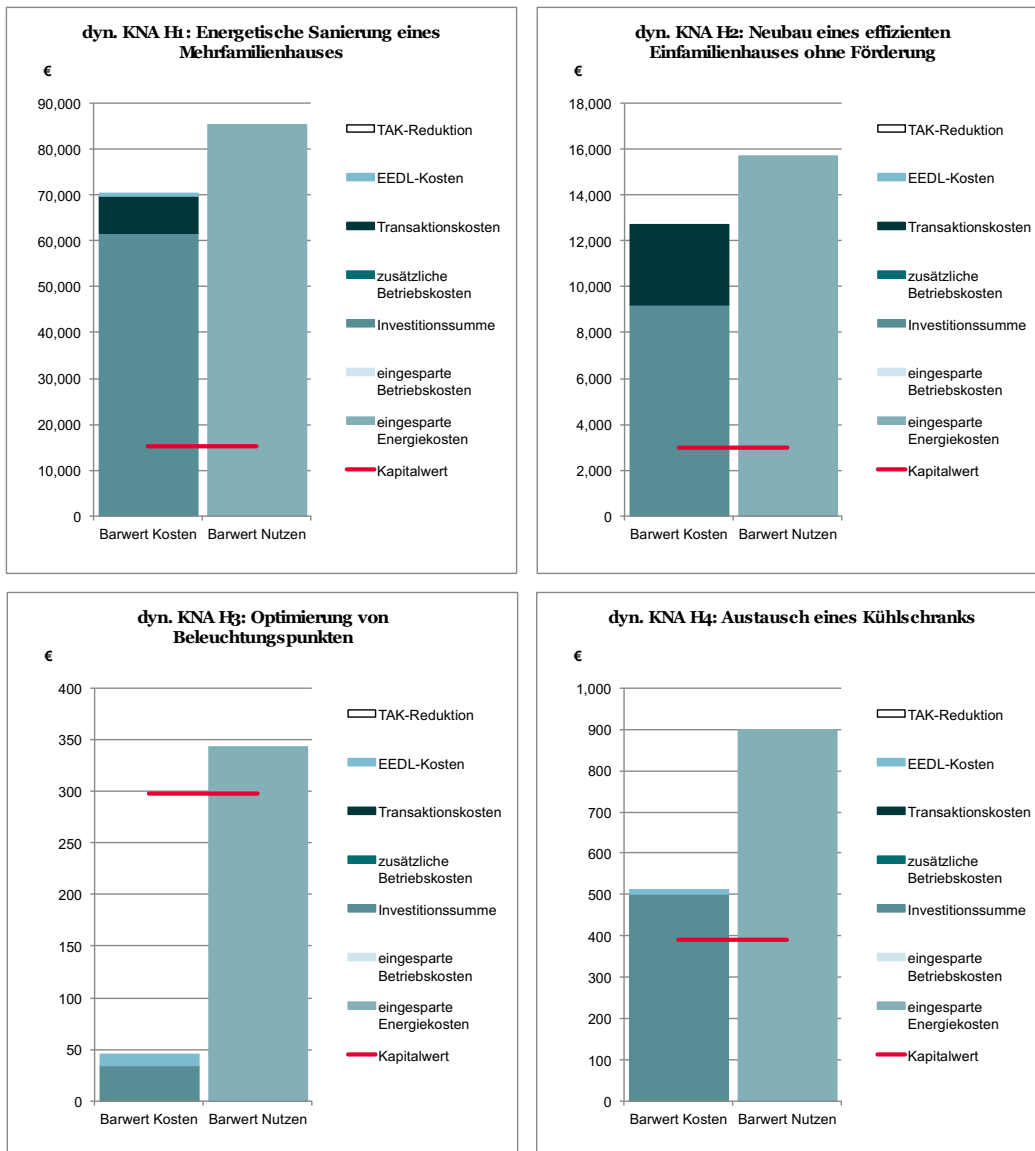 dyn. KNA H1: Energetische Sanierung eines
Mehrfamilienhauses
€
90,000
80,000
70,000
60,000
50,000
40,000
30,000
20,000
10,000
0
Barwert Kosten Barwert Nutzen
TAK-Reduktion
EEDL-Kosten
Transaktionskosten
zusätzliche
Betriebskosten
Investitionssumme
eingesparte
Betriebskosten
eingesparte
Energiekosten
Kapitalwert
dyn. KNA H2: Neubau eines effizienten
Einfamilienhauses ohne Förderung
€
18,000
16,000
14,000
12,000
10,000
8,000
6,000
4,000
2,000
0
Barwert Kosten Barwert Nutzen
TAK-Reduktion
EEDL-Kosten
Transaktionskosten
zusätzliche
Betriebskosten
Investitionssumme
eingesparte
Betriebskosten
eingesparte
Energiekosten
Kapitalwert
dyn. KNA H3: Optimierung von
Beleuchtungspunkten
€
400
350
300
250
200
150
100
50
0
Barwert Kosten Barwert Nutzen
TAK-Reduktion
EEDL-Kosten
Transaktionskosten
zusätzliche
Betriebskosten
Investitionssumme
eingesparte
Betriebskosten
eingesparte
Energiekosten
Kapitalwert
dyn. KNA H4: Austausch eines Kühlschranks
€
1,000
900
800
700
600
500
400
300
200
100
0
Barwert Kosten Barwert Nutzen
TAK-Reduktion
EEDL-Kosten
Transaktionskosten
zusätzliche
Betriebskosten
Investitionssumme
eingesparte
Betriebskosten
eingesparte
Energiekosten
Kapitalwert